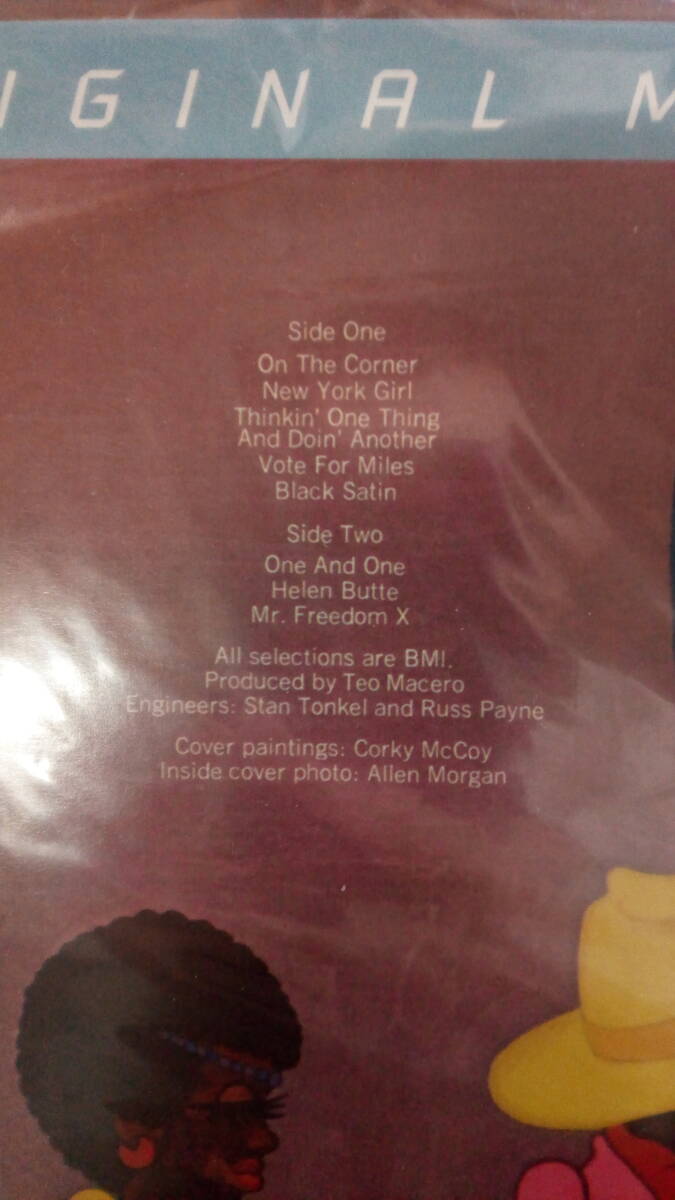 IGINAL M
Side One
On The Corner
New York Girl
Thinkin' One Thing
And Doin' Another
Vote For Miles
Black Satin
Side Two
One And One
Helen Butte
Mr. Freedom X
All selections are BMI.
Produced by Teo Macero
Engineers: Stan Tonkel and Russ Payne
Cover paintings: Corky McCoy
Inside cover photo: Allen Morgan